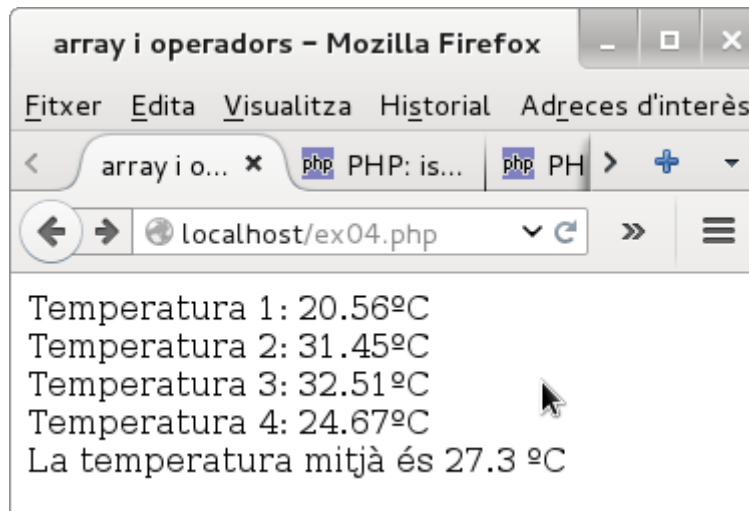 array i operadors – Mozilla Firefox
Fitxer Edita Visualitza Historial Adreces d'interès
array i o... php PHP: is... php PH
localhost/ex04.php
Temperatura 1: 20.56ºC
Temperatura 2: 31.45ºC
Temperatura 3: 32.51ºC
Temperatura 4: 24.67ºC
La temperatura mitjà és 27.3 ºC